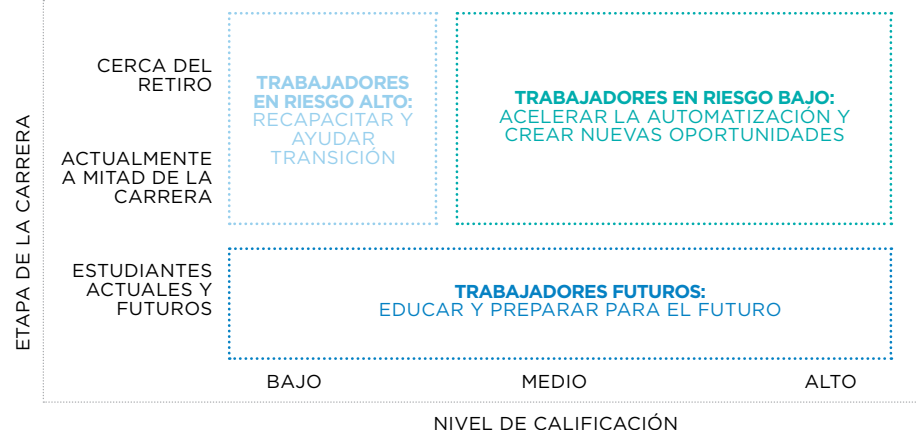 ETAPA DE LA CARRERA
CERCA DEL
RETIRO
ACTUALMENTE
A MITAD DE LA
CARRERA
ESTUDIANTES
ACTUALES Y
FUTUROS
TRABAJADORES
EN RIESGO ALTO:
RECAPACITAR Y
AYUDAR
TRANSICIÓN
TRABAJADORES EN RIESGO BAJO:
ACELERAR LA AUTOMATIZACIÓN Y
CREAR NUEVAS OPORTUNIDADES
TRABAJADORES FUTUROS:
EDUCAR Y PREPARAR PARA EL FUTURO
BAJO
MEDIO
ALTO
NIVEL DE CALIFICACIÓN